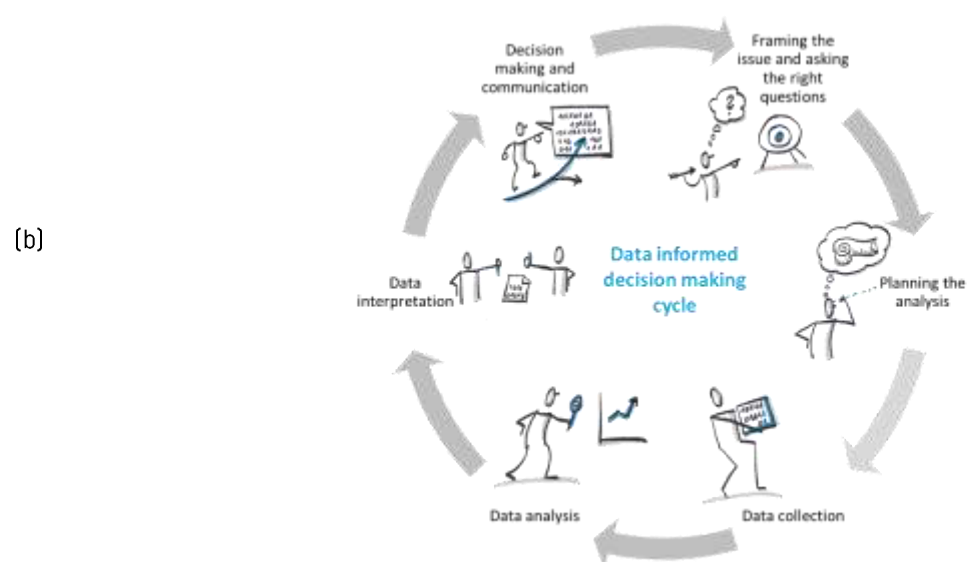 (b)
Decision
making and
communication
Framing the
issue and asking
the right
questions
?
Data informed
decision making
cycle
Planning the
analysis
Data
interpretation
Data analysis
Data collection